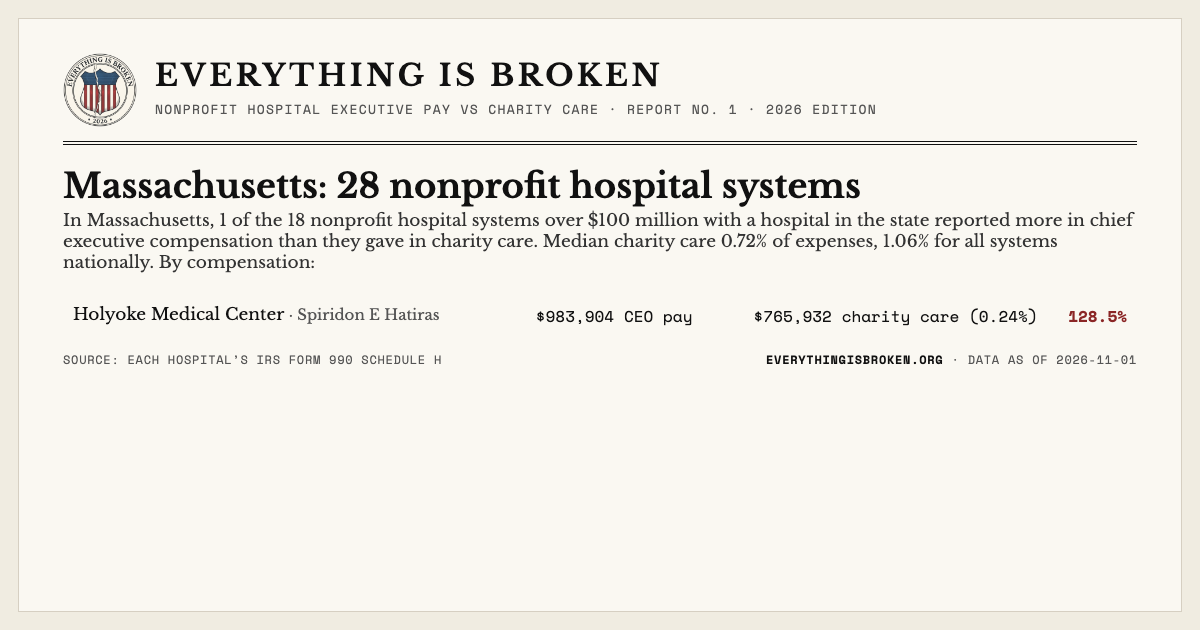 EVERYTHING IS BROKEN
· 2026 ·
EVERYTHING IS BROKEN
NONPROFIT HOSPITAL EXECUTIVE PAY VS CHARITY CARE · REPORT NO. 1 · 2026 EDITION
Massachusetts: 28 nonprofit hospital systems
In Massachusetts, 1 of the 18 nonprofit hospital systems over $100 million with a hospital in the state reported more in chief
executive compensation than they gave in charity care. Median charity care 0.72% of expenses, 1.06% for all systems
nationally. By compensation:
Holyoke Medical Center · Spiridon E Hatiras $983,904 CEO pay $765,932 charity care (0.24%) 128.5%
SOURCE: EACH HOSPITAL’S IRS FORM 990 SCHEDULE H EVERYTHINGISBROKEN.ORG · DATA AS OF 2026-11-01